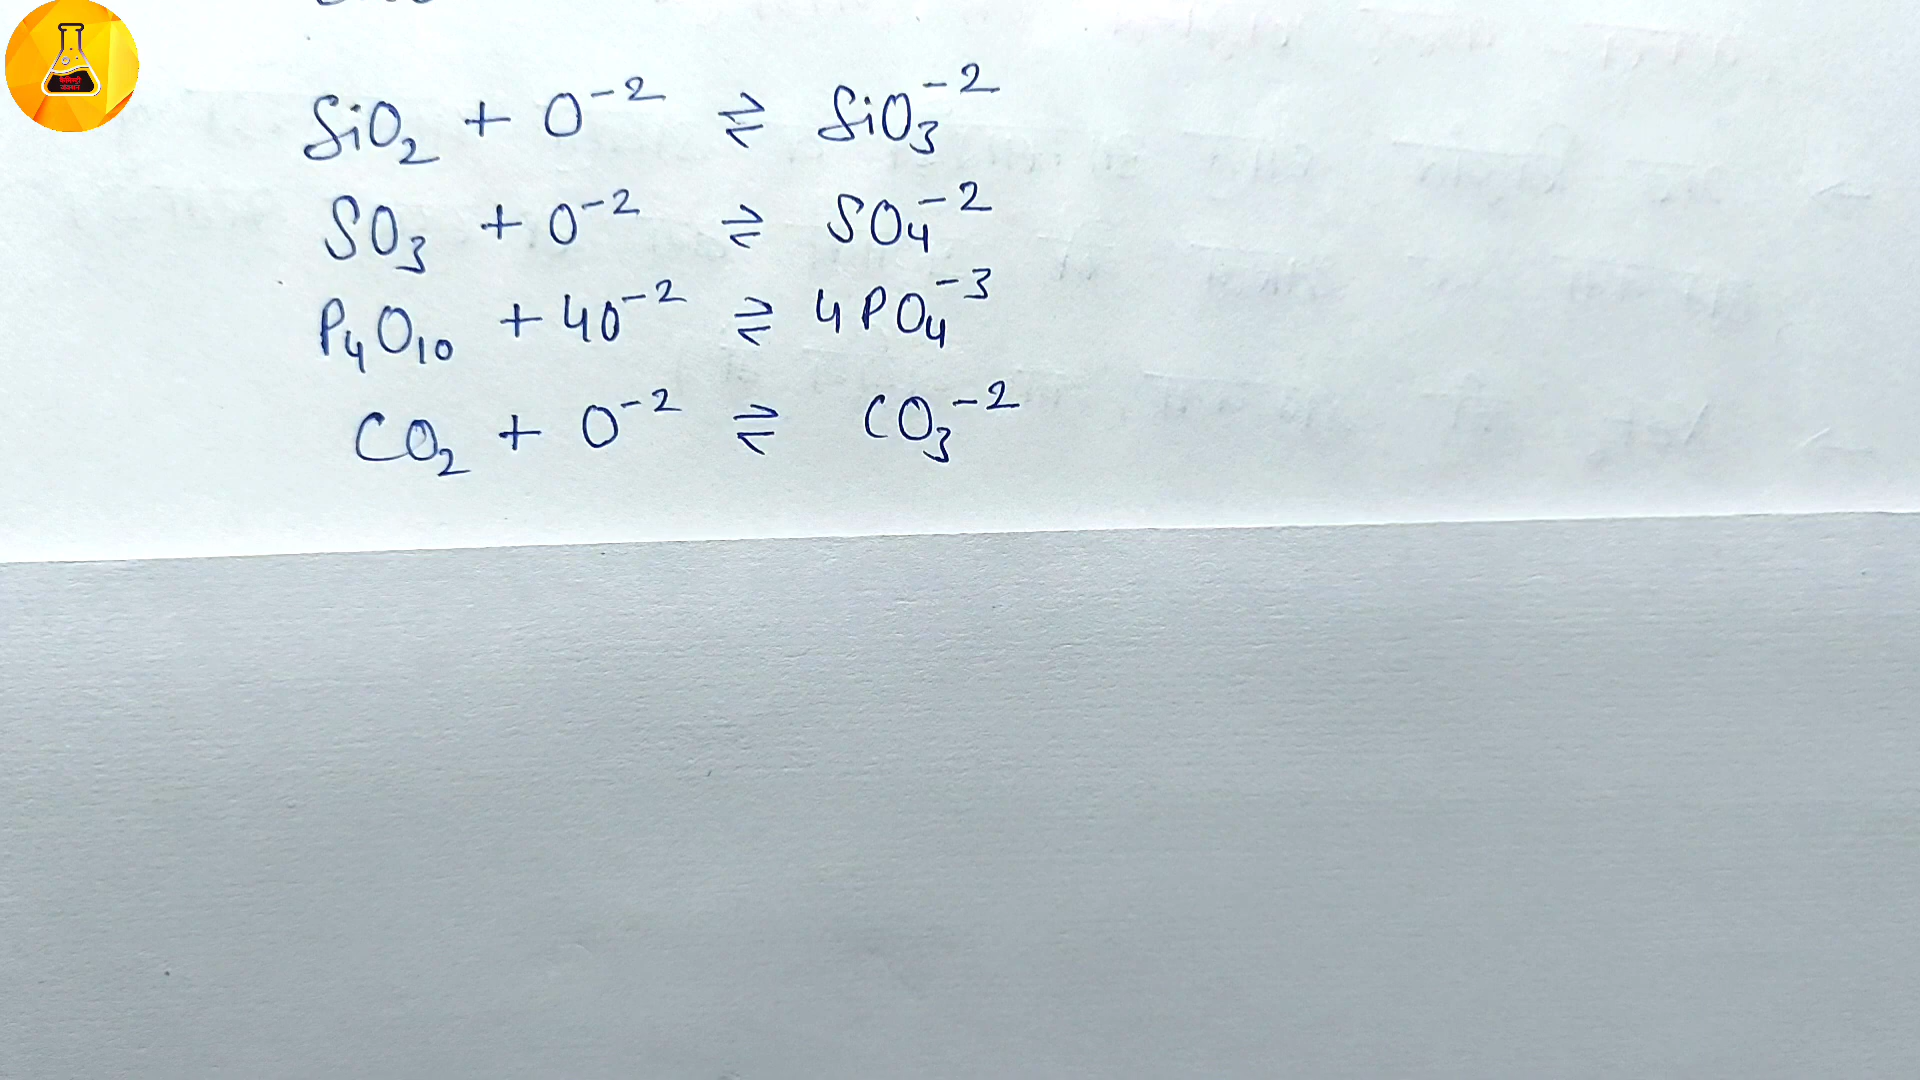 SiO₂ + O⁻² ⇌ SiO₃⁻²
SO₃ + O⁻² ⇌ SO₄⁻²
P₄O₁₀ + 4O⁻² ⇌ 4PO₄⁻³
CO₂ + O⁻² ⇌ CO₃⁻²